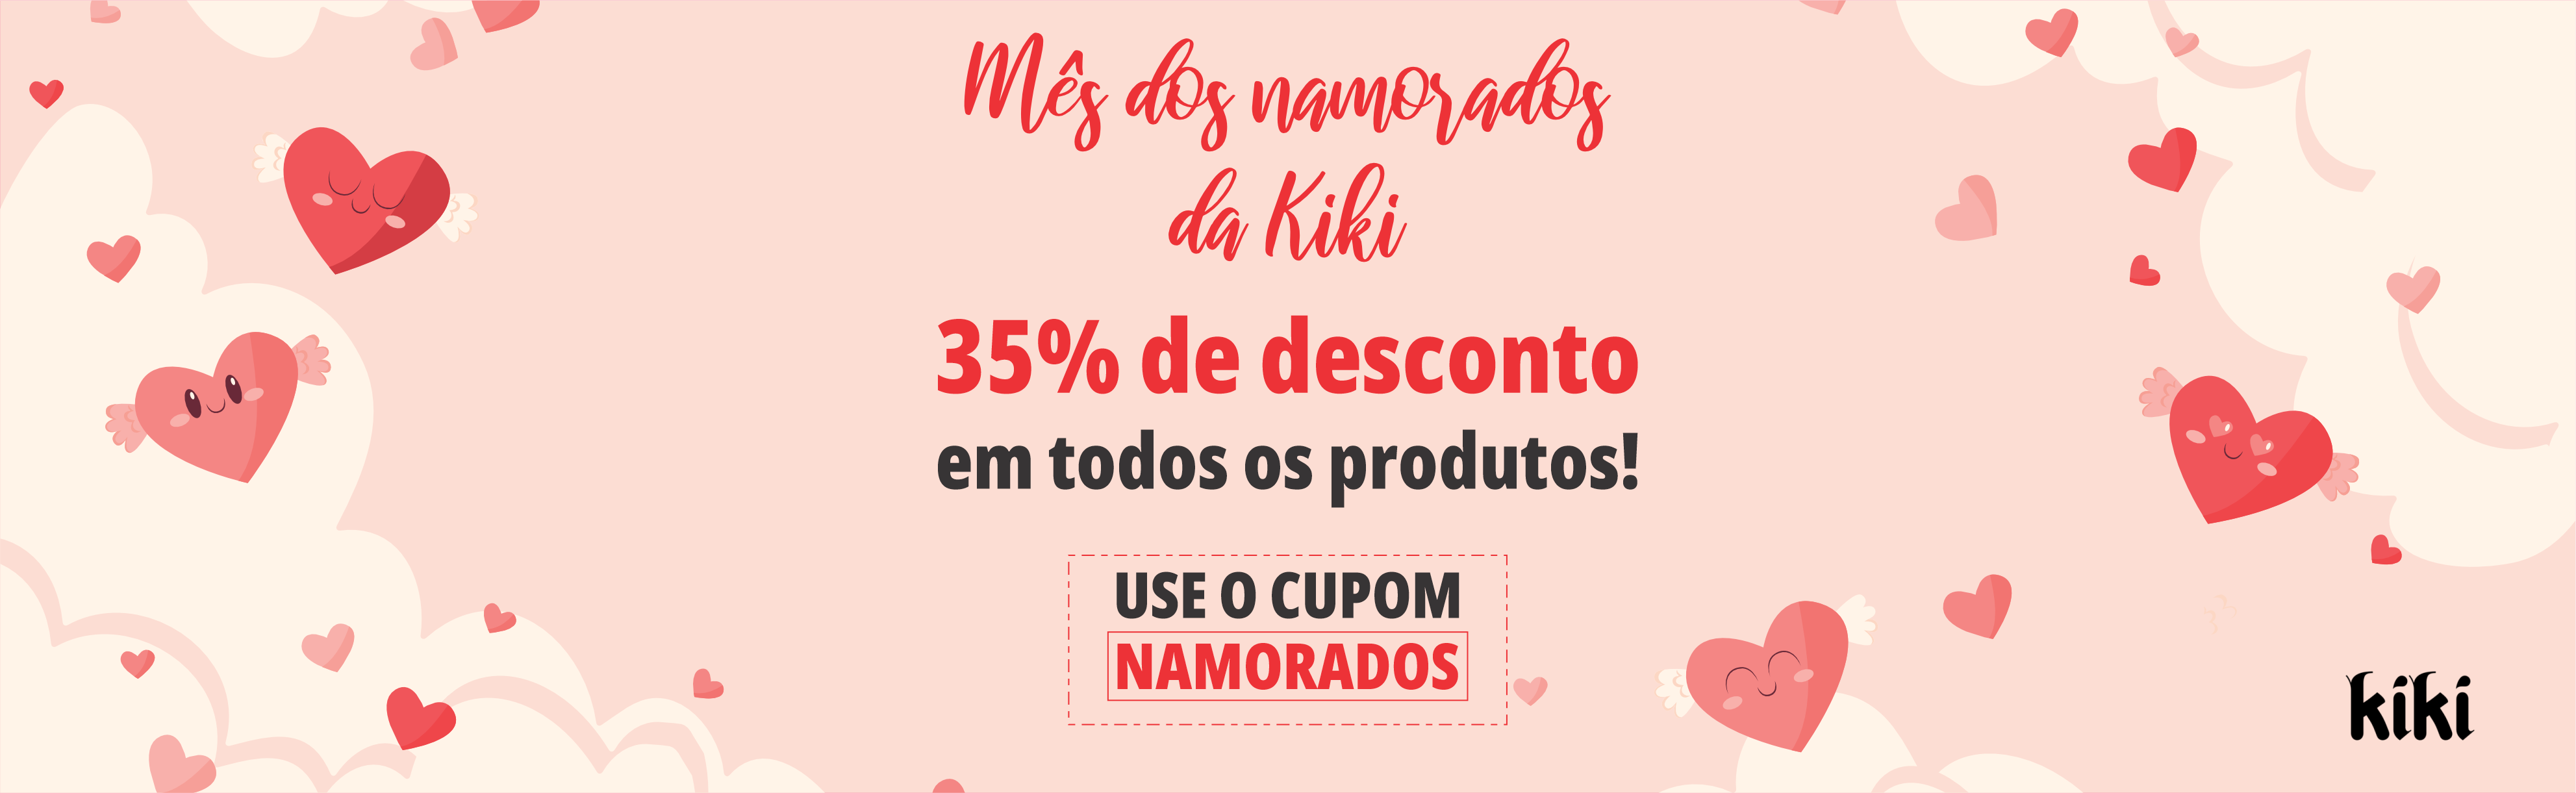 Mês dos namorados
da Kiki
35% de desconto
em todos os produtos!
USE O CUPOM
NAMORADOS
kiki